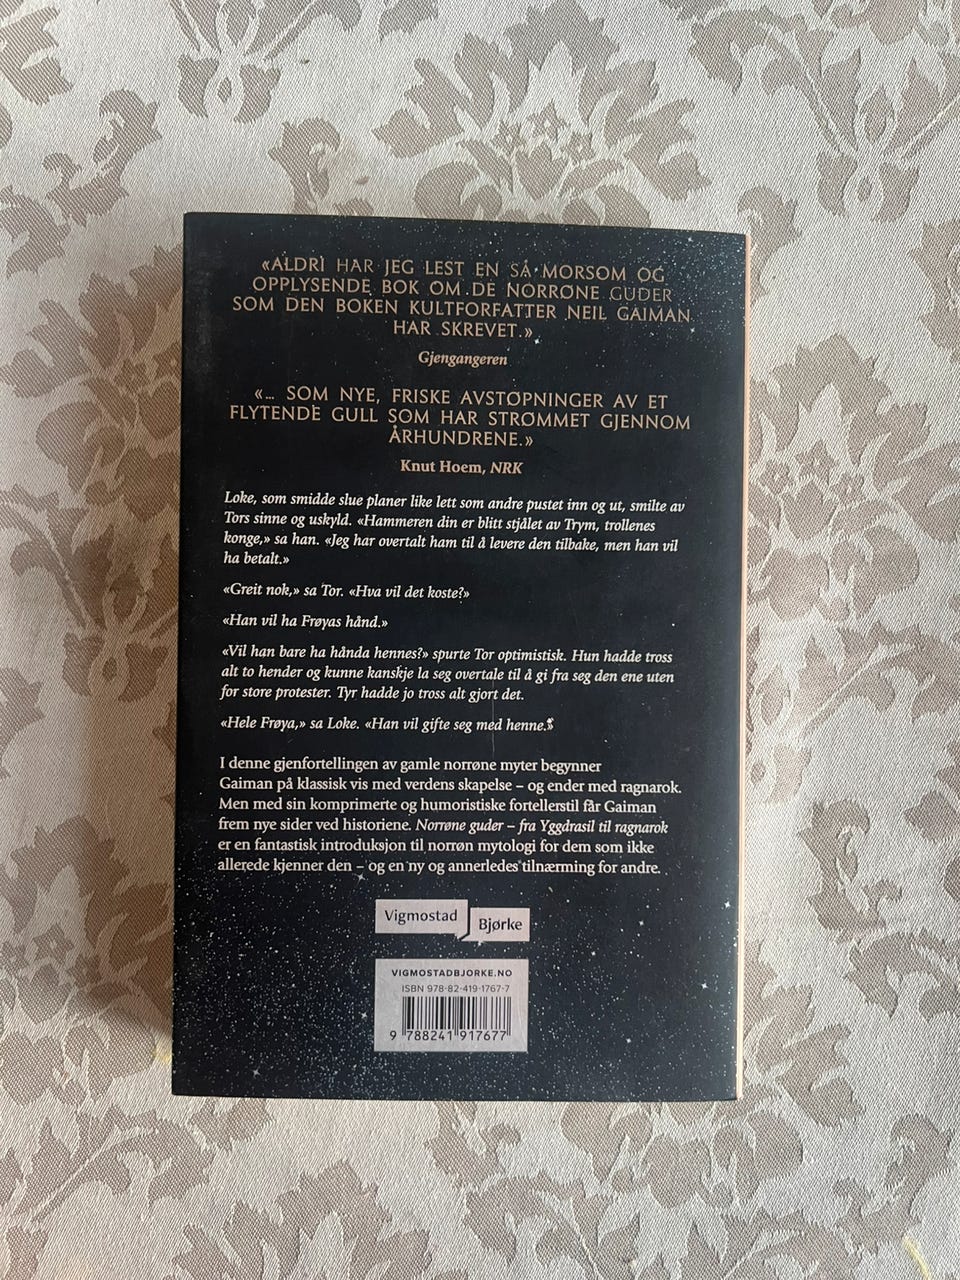 «ALDRI HAR JEG LEST EN SÅ MORSOM OG
OPPLYSENDE BOK OM DE NORRØNE GUDER
SOM DEN BOKEN KULTFORFATTER NEIL GAIMAN
HAR SKREVET.»
Gjengangeren
«... SOM NYE, FRISKE AVSTØPNINGER AV ET
FLYTENDE GULL SOM HAR STRØMMET GJENNOM
ÅRHUNDRENE.»
Knut Hoem, NRK
Loke, som smidde slue planer like lett som andre pustet inn og ut, smilte av
Tors sinne og uskyld. «Hammeren din er blitt stjålet av Trym, trollenes
konge,» sa han. «Jeg har overtalt ham til å levere den tilbake, men han vil
ha betalt.»
«Greit nok,» sa Tor. «Hva vil det koste?»
«Han vil ha Frøyas hånd.»
«Vil han bare ha hånda hennes?» spurte Tor optimistisk. Hun hadde tross
alt to hender og kunne kanskje la seg overtale til å gi fra seg den ene uten
for store protester. Tyr hadde jo tross alt gjort det.
«Hele Frøya,» sa Loke. «Han vil gifte seg med henne.»
I denne gjenfortellingen av gamle norrøne myter begynner
Gaiman på klassisk vis med verdens skapelse – og ender med ragnarok.
Men med sin komprimerte og humoristiske fortellerstil får Gaiman
frem nye sider ved historiene. Norrøne guder – fra Yggdrasil til ragnarok
er en fantastisk introduksjon til norrøn mytologi for dem som ikke
allerede kjenner den – og en ny og annerledes tilnærming for andre.
Vigmostad
Bjørke
VIGMOSTADBJORKE.NO
ISBN 978-82-419-1767-7
9 788241 917677